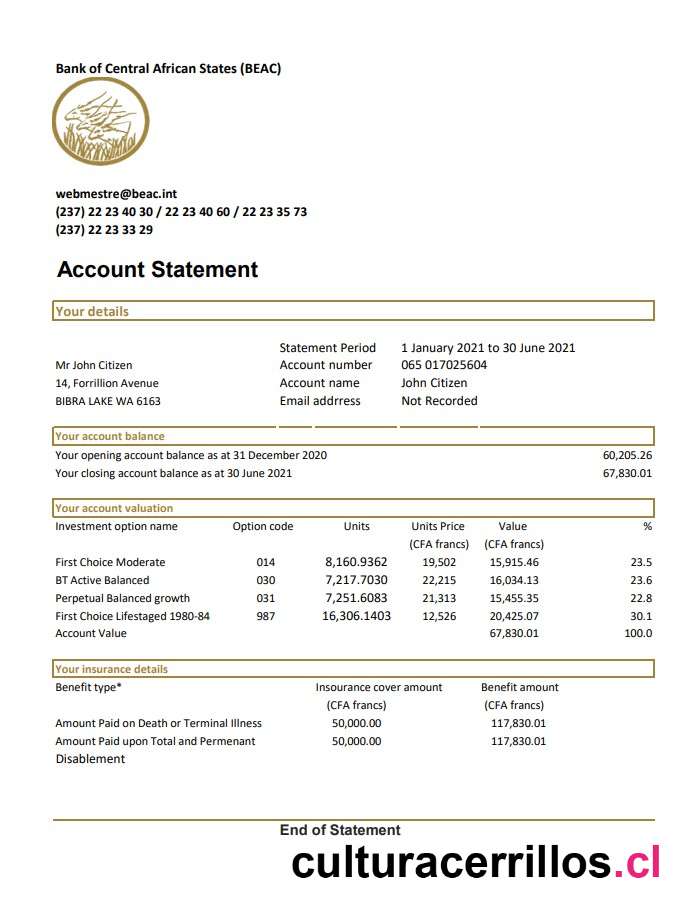 Bank of Central African States (BEAC)
webmestre@beac.int
(237) 22 23 40 30 / 22 23 40 60 / 22 23 35 73
(237) 22 23 33 29
Account Statement
Your details
Statement Period 1 January 2021 to 30 June 2021
Mr John Citizen Account number 065 017025604
14, Forrillion Avenue Account name John Citizen
BIBRA LAKE WA 6163 Email addrress Not Recorded
Your account balance
Your opening account balance as at 31 December 2020 60,205.26
Your closing account balance as at 30 June 2021 67,830.01
Your account valuation
Investment option name Option code Units Units Price Value %
(CFA francs) (CFA francs)
First Choice Moderate 014 8,160.9362 19,502 15,915.46 23.5
BT Active Balanced 030 7,217.7030 22,215 16,034.13 23.6
Perpetual Balanced growth 031 7,251.6083 21,313 15,455.35 22.8
First Choice Lifestaged 1980-84 987 16,306.1403 12,526 20,425.07 30.1
Account Value 67,830.01 100.0
Your insurance details
Benefit type* Insourance cover amount Benefit amount
(CFA francs) (CFA francs)
Amount Paid on Death or Terminal Illness 50,000.00 117,830.01
Amount Paid upon Total and Permenant 50,000.00 117,830.01
Disablement
End of Statement
culturacerrillos.cl